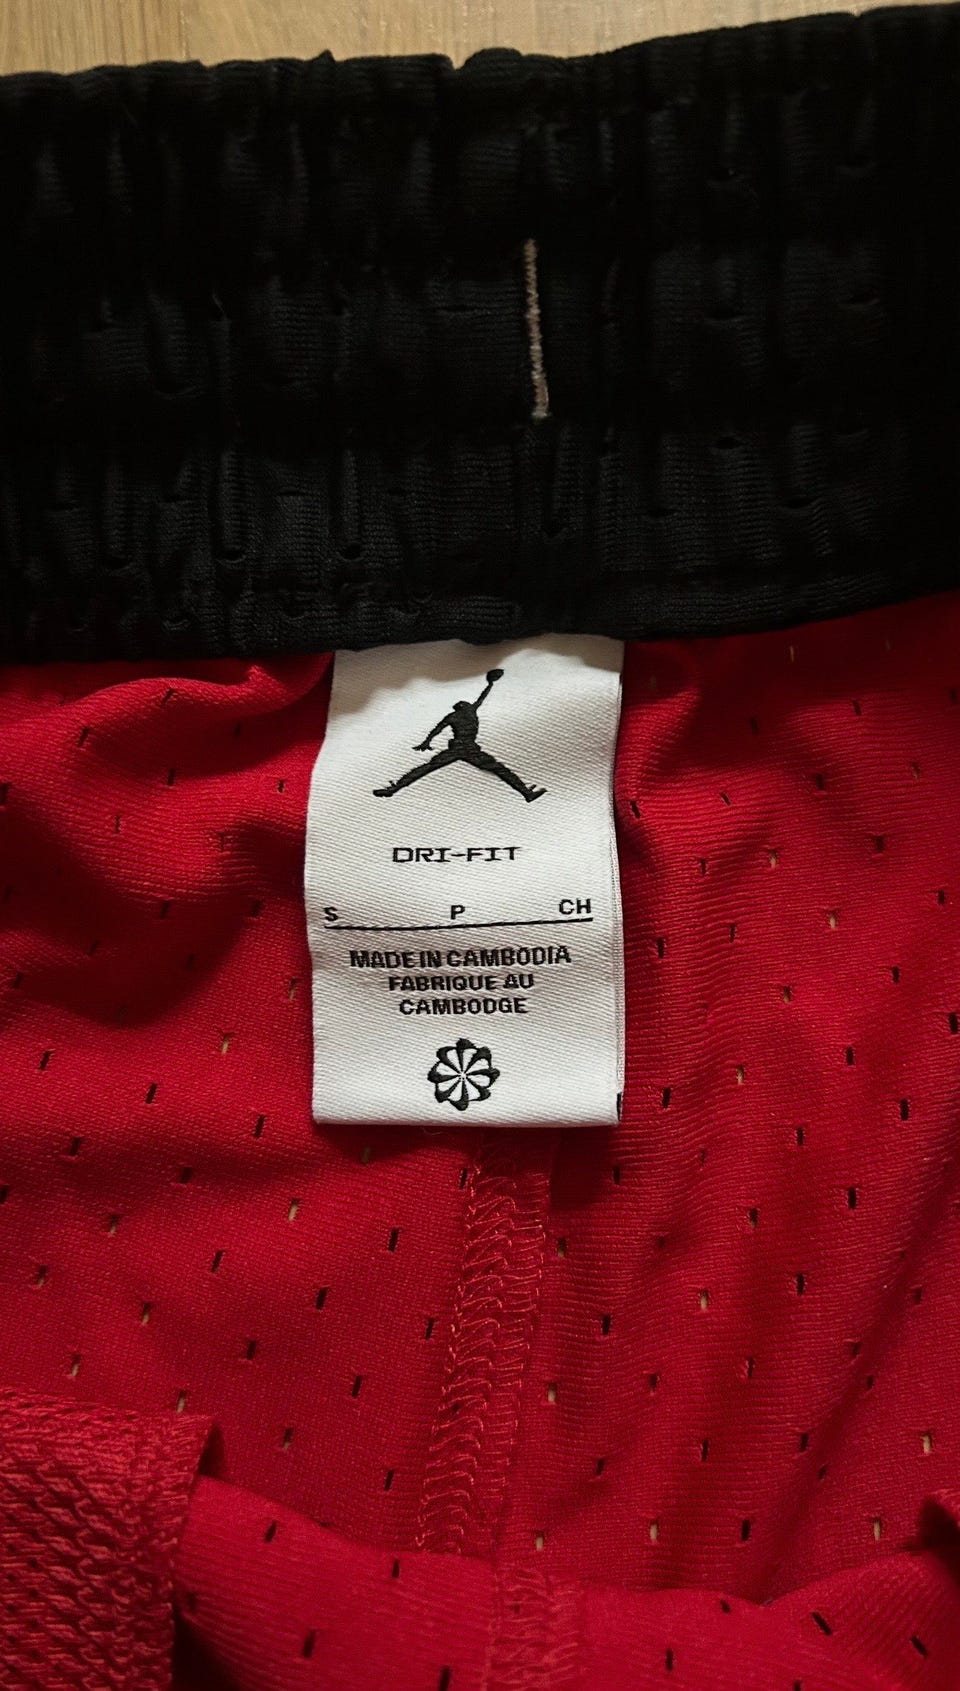 DRI-FIT
S P CH
MADE IN CAMBODIA
FABRIQUE AU
CAMBODGE